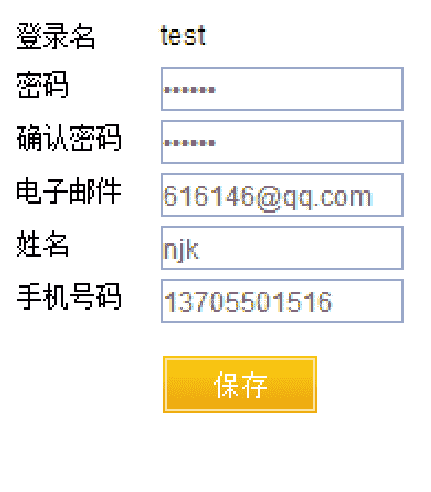 登录名 test
密码 ••••••
确认密码 ••••••
电子邮件 616146@qq.com
姓名 njk
手机号码 13705501516
保存